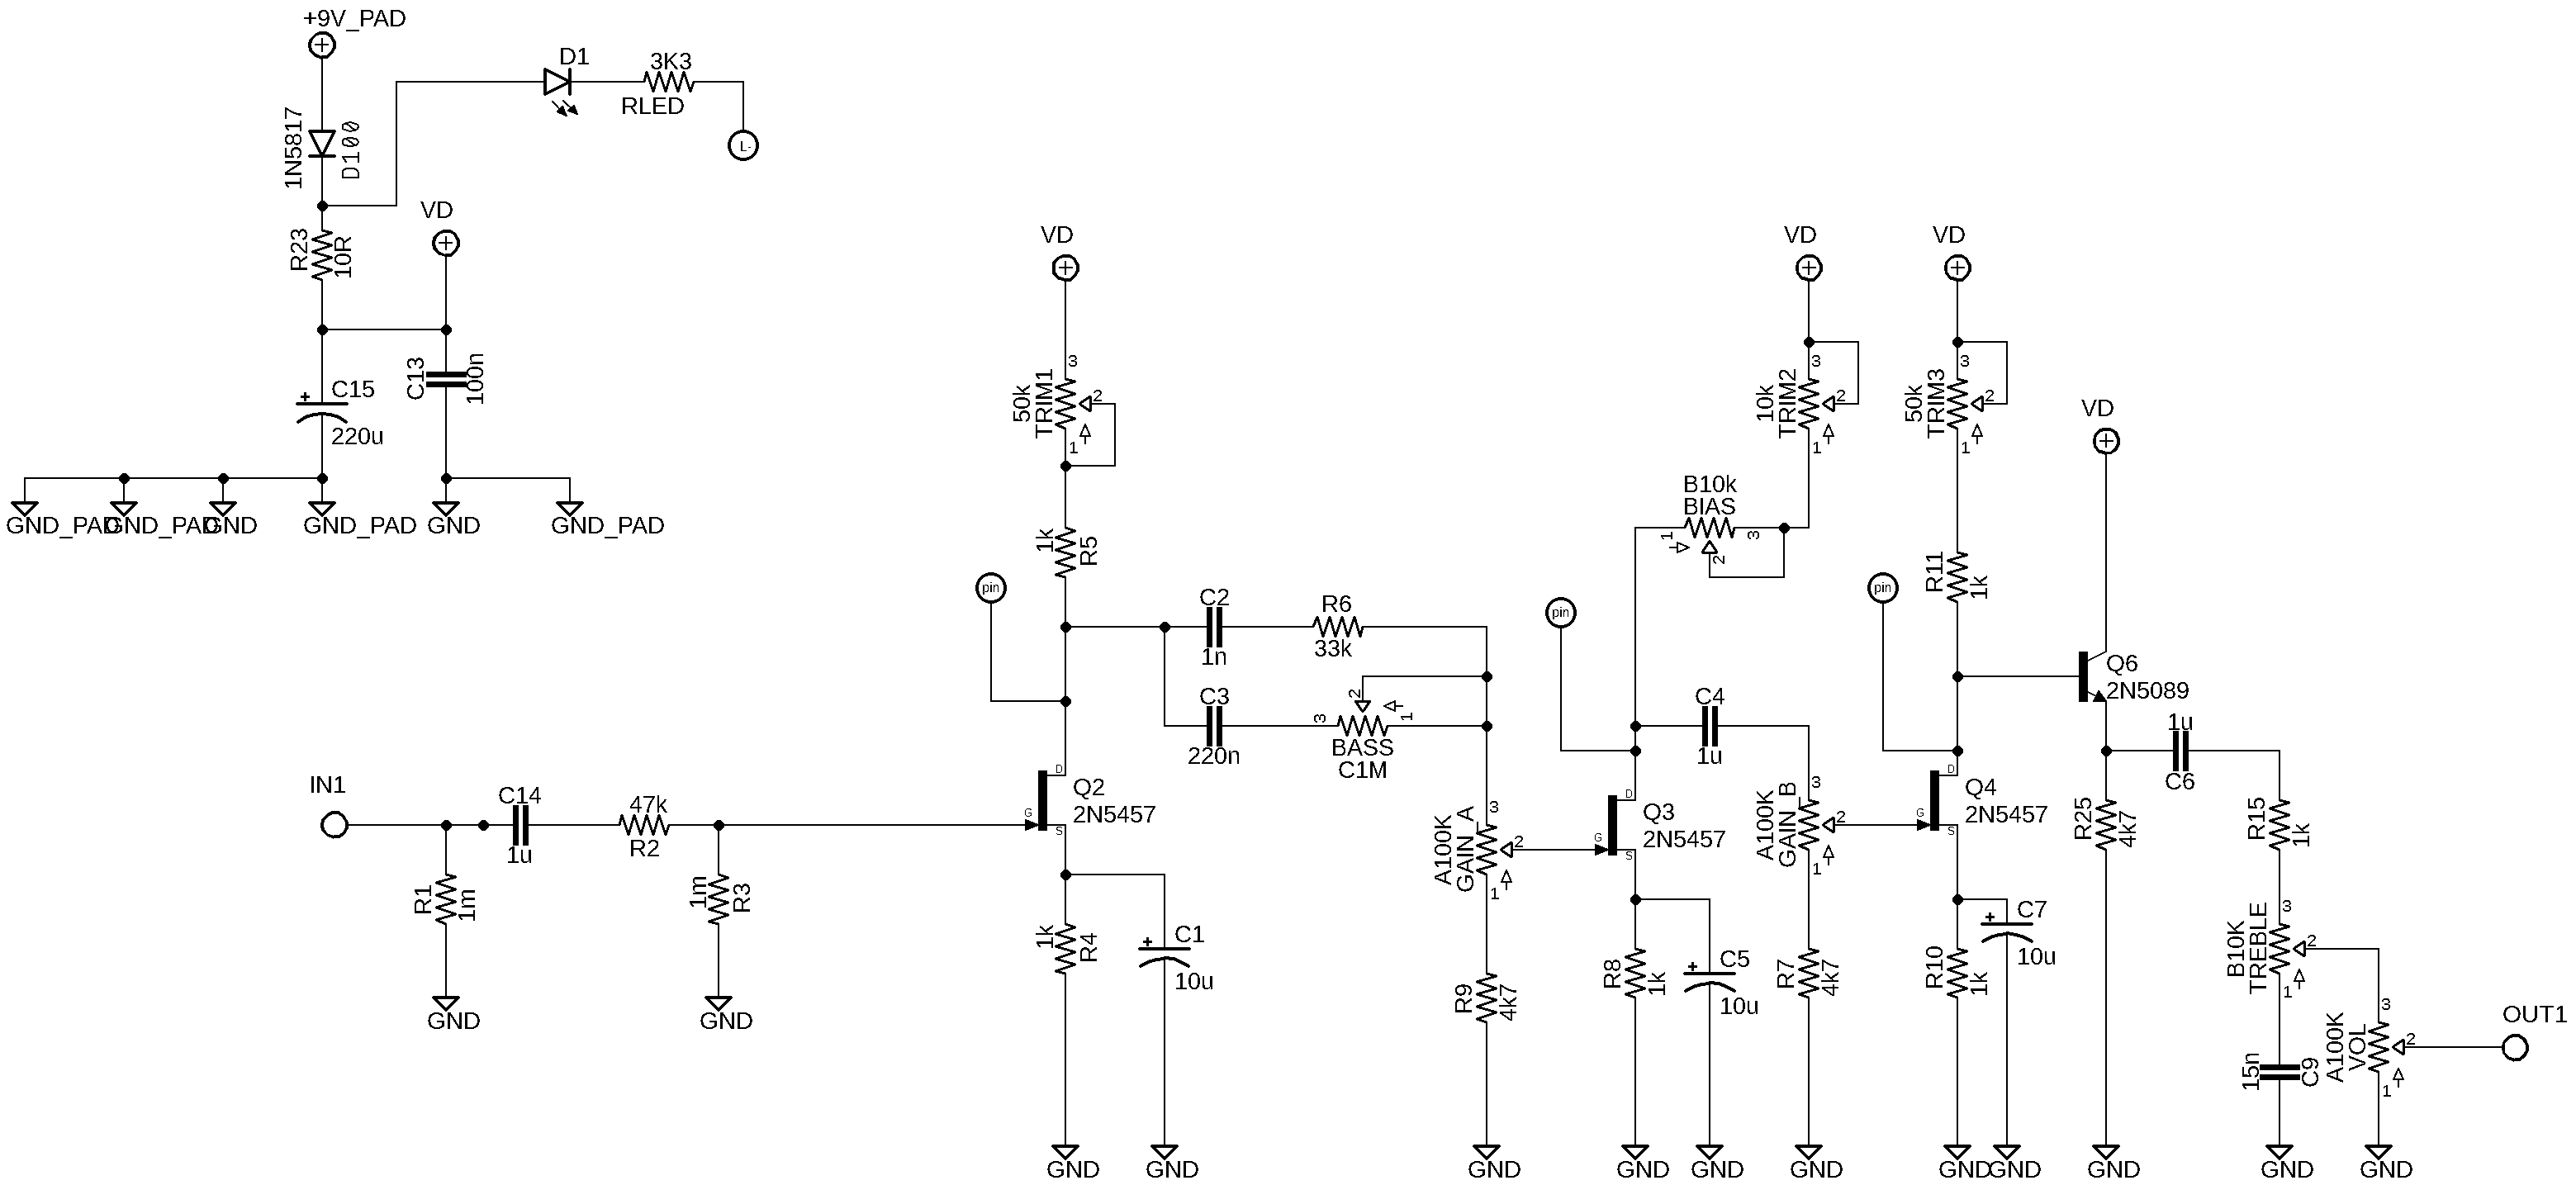 +9V_PAD
1N5817
D100
D1
3K3
RLED
L-
R23
10R
VD
C15
220u
C13
100n
GND_PAD
GND_PAD
GND
GND_PAD
GND
GND_PAD
IN1
R1
1m
GND
C14
1u
47k
R2
1m
R3
GND
VD
50k
TRIM1
3
2
1
1k
R5
pin
D
G
S
Q2
2N5457
1k
R4
GND
C1
10u
GND
C2
1n
R6
33k
C3
220n
3
2
1
BASS
C1M
A100K
GAIN_A
3
2
1
R9
4k7
GND
pin
D
G
S
Q3
2N5457
R8
1k
GND
C5
10u
GND
B10k
BIAS
1
2
3
VD
10k
TRIM2
3
2
1
C4
1u
A100K
GAIN_B
3
2
1
R7
4k7
GND
VD
50k
TRIM3
3
2
1
R11
1k
pin
D
G
S
Q4
2N5457
R10
1k
GND
C7
10u
GND
VD
Q6
2N5089
R25
4k7
GND
1u
C6
R15
1k
B10K
TREBLE
3
2
1
15n
C9
GND
A100K
VOL
3
2
1
GND
OUT1